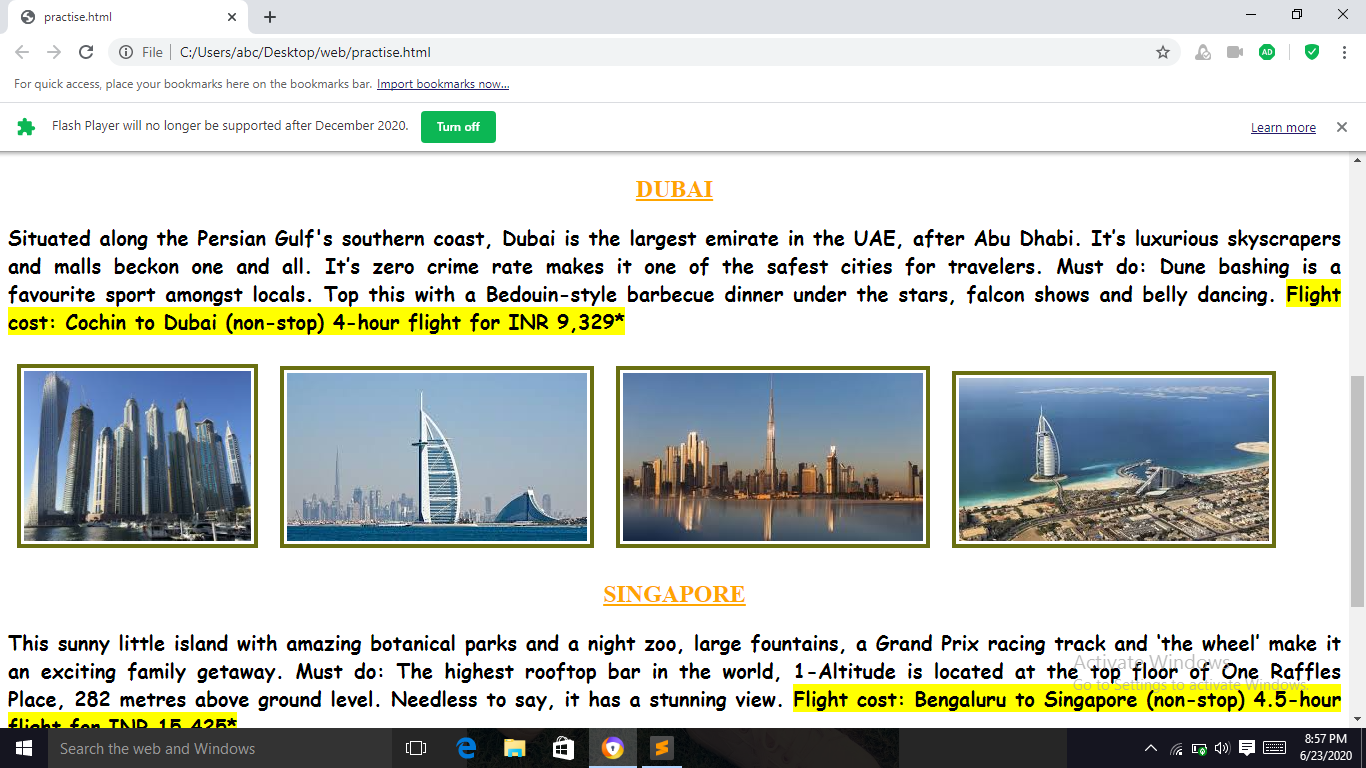 practise.html
File C:/Users/abc/Desktop/web/practise.html
For quick access, place your bookmarks here on the bookmarks bar. Import bookmarks now...
Flash Player will no longer be supported after December 2020. Turn off Learn more
DUBAI
Situated along the Persian Gulf's southern coast, Dubai is the largest emirate in the UAE, after Abu Dhabi. It's luxurious skyscrapers
and malls beckon one and all. It's zero crime rate makes it one of the safest cities for travelers. Must do: Dune bashing is a
favourite sport amongst locals. Top this with a Bedouin-style barbecue dinner under the stars, falcon shows and belly dancing. Flight
cost: Cochin to Dubai (non-stop) 4-hour flight for INR 9,329*
SINGAPORE
This sunny little island with amazing botanical parks and a night zoo, large fountains, a Grand Prix racing track and ‘the wheel’ make it
an exciting family getaway. Must do: The highest rooftop bar in the world, 1-Altitude is located at the top floor of One Raffles
Place, 282 metres above ground level. Needless to say, it has a stunning view. Flight cost: Bengaluru to Singapore (non-stop) 4.5-hour
flight for INR 15,425*
Activate Windows
Go to Settings to activate Windows.
AD
Search the web and Windows
8:57 PM
6/23/2020